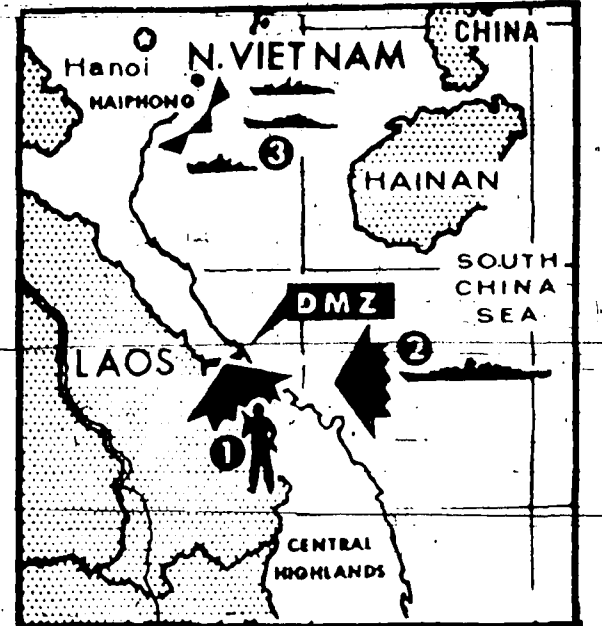 CHINA
Hanoi
N. VIETNAM
HAIPHONG
3
HAINAN
SOUTH
CHINA
SEA
DMZ
2
LAOS
1
CENTRAL
HIGHLANDS